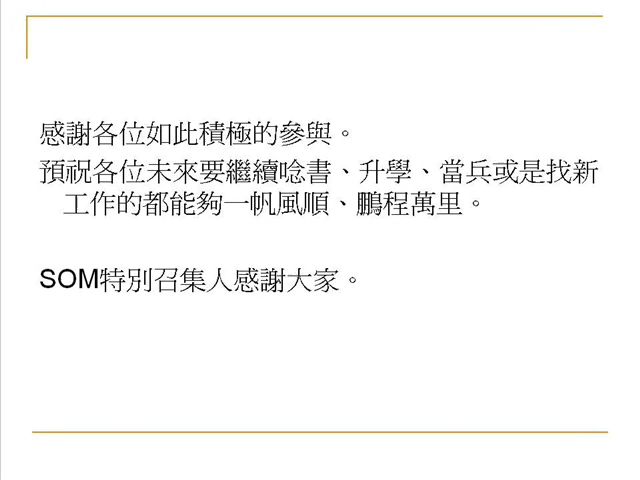 感謝各位如此積極的參與。
預祝各位未來要繼續唸書、升學、當兵或是找新
工作的都能夠一帆風順、鵬程萬里。
SOM特別召集人感謝大家。